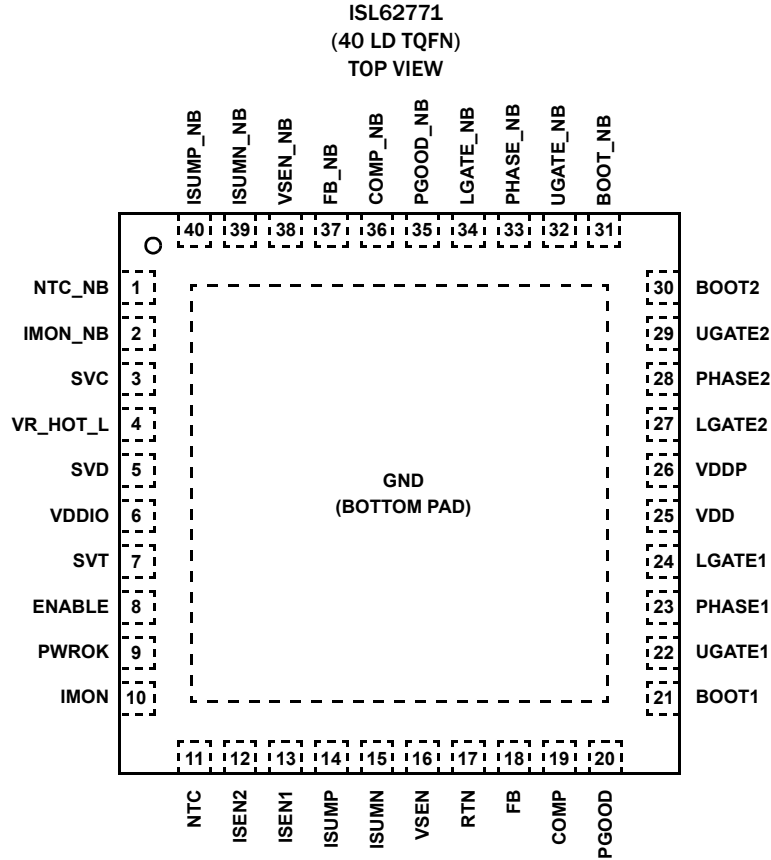 ISL62771
(40 LD TQFN)
TOP VIEW
ISUMP_NB
ISUMN_NB
VSEN_NB
FB_NB
COMP_NB
PGOOD_NB
LGATE_NB
PHASE_NB
UGATE_NB
BOOT_NB
40 39 38 37 36 35 34 33 32 31
NTC_NB 1
IMON_NB 2
SVC 3
VR_HOT_L 4
SVD 5
VDDIO 6
SVT 7
ENABLE 8
PWROK 9
IMON 10
GND
(BOTTOM PAD)
30 BOOT2
29 UGATE2
28 PHASE2
27 LGATE2
26 VDDP
25 VDD
24 LGATE1
23 PHASE1
22 UGATE1
21 BOOT1
11 12 13 14 15 16 17 18 19 20
NTC
ISEN2
ISEN1
ISUMP
ISUMN
VSEN
RTN
FB
COMP
PGOOD